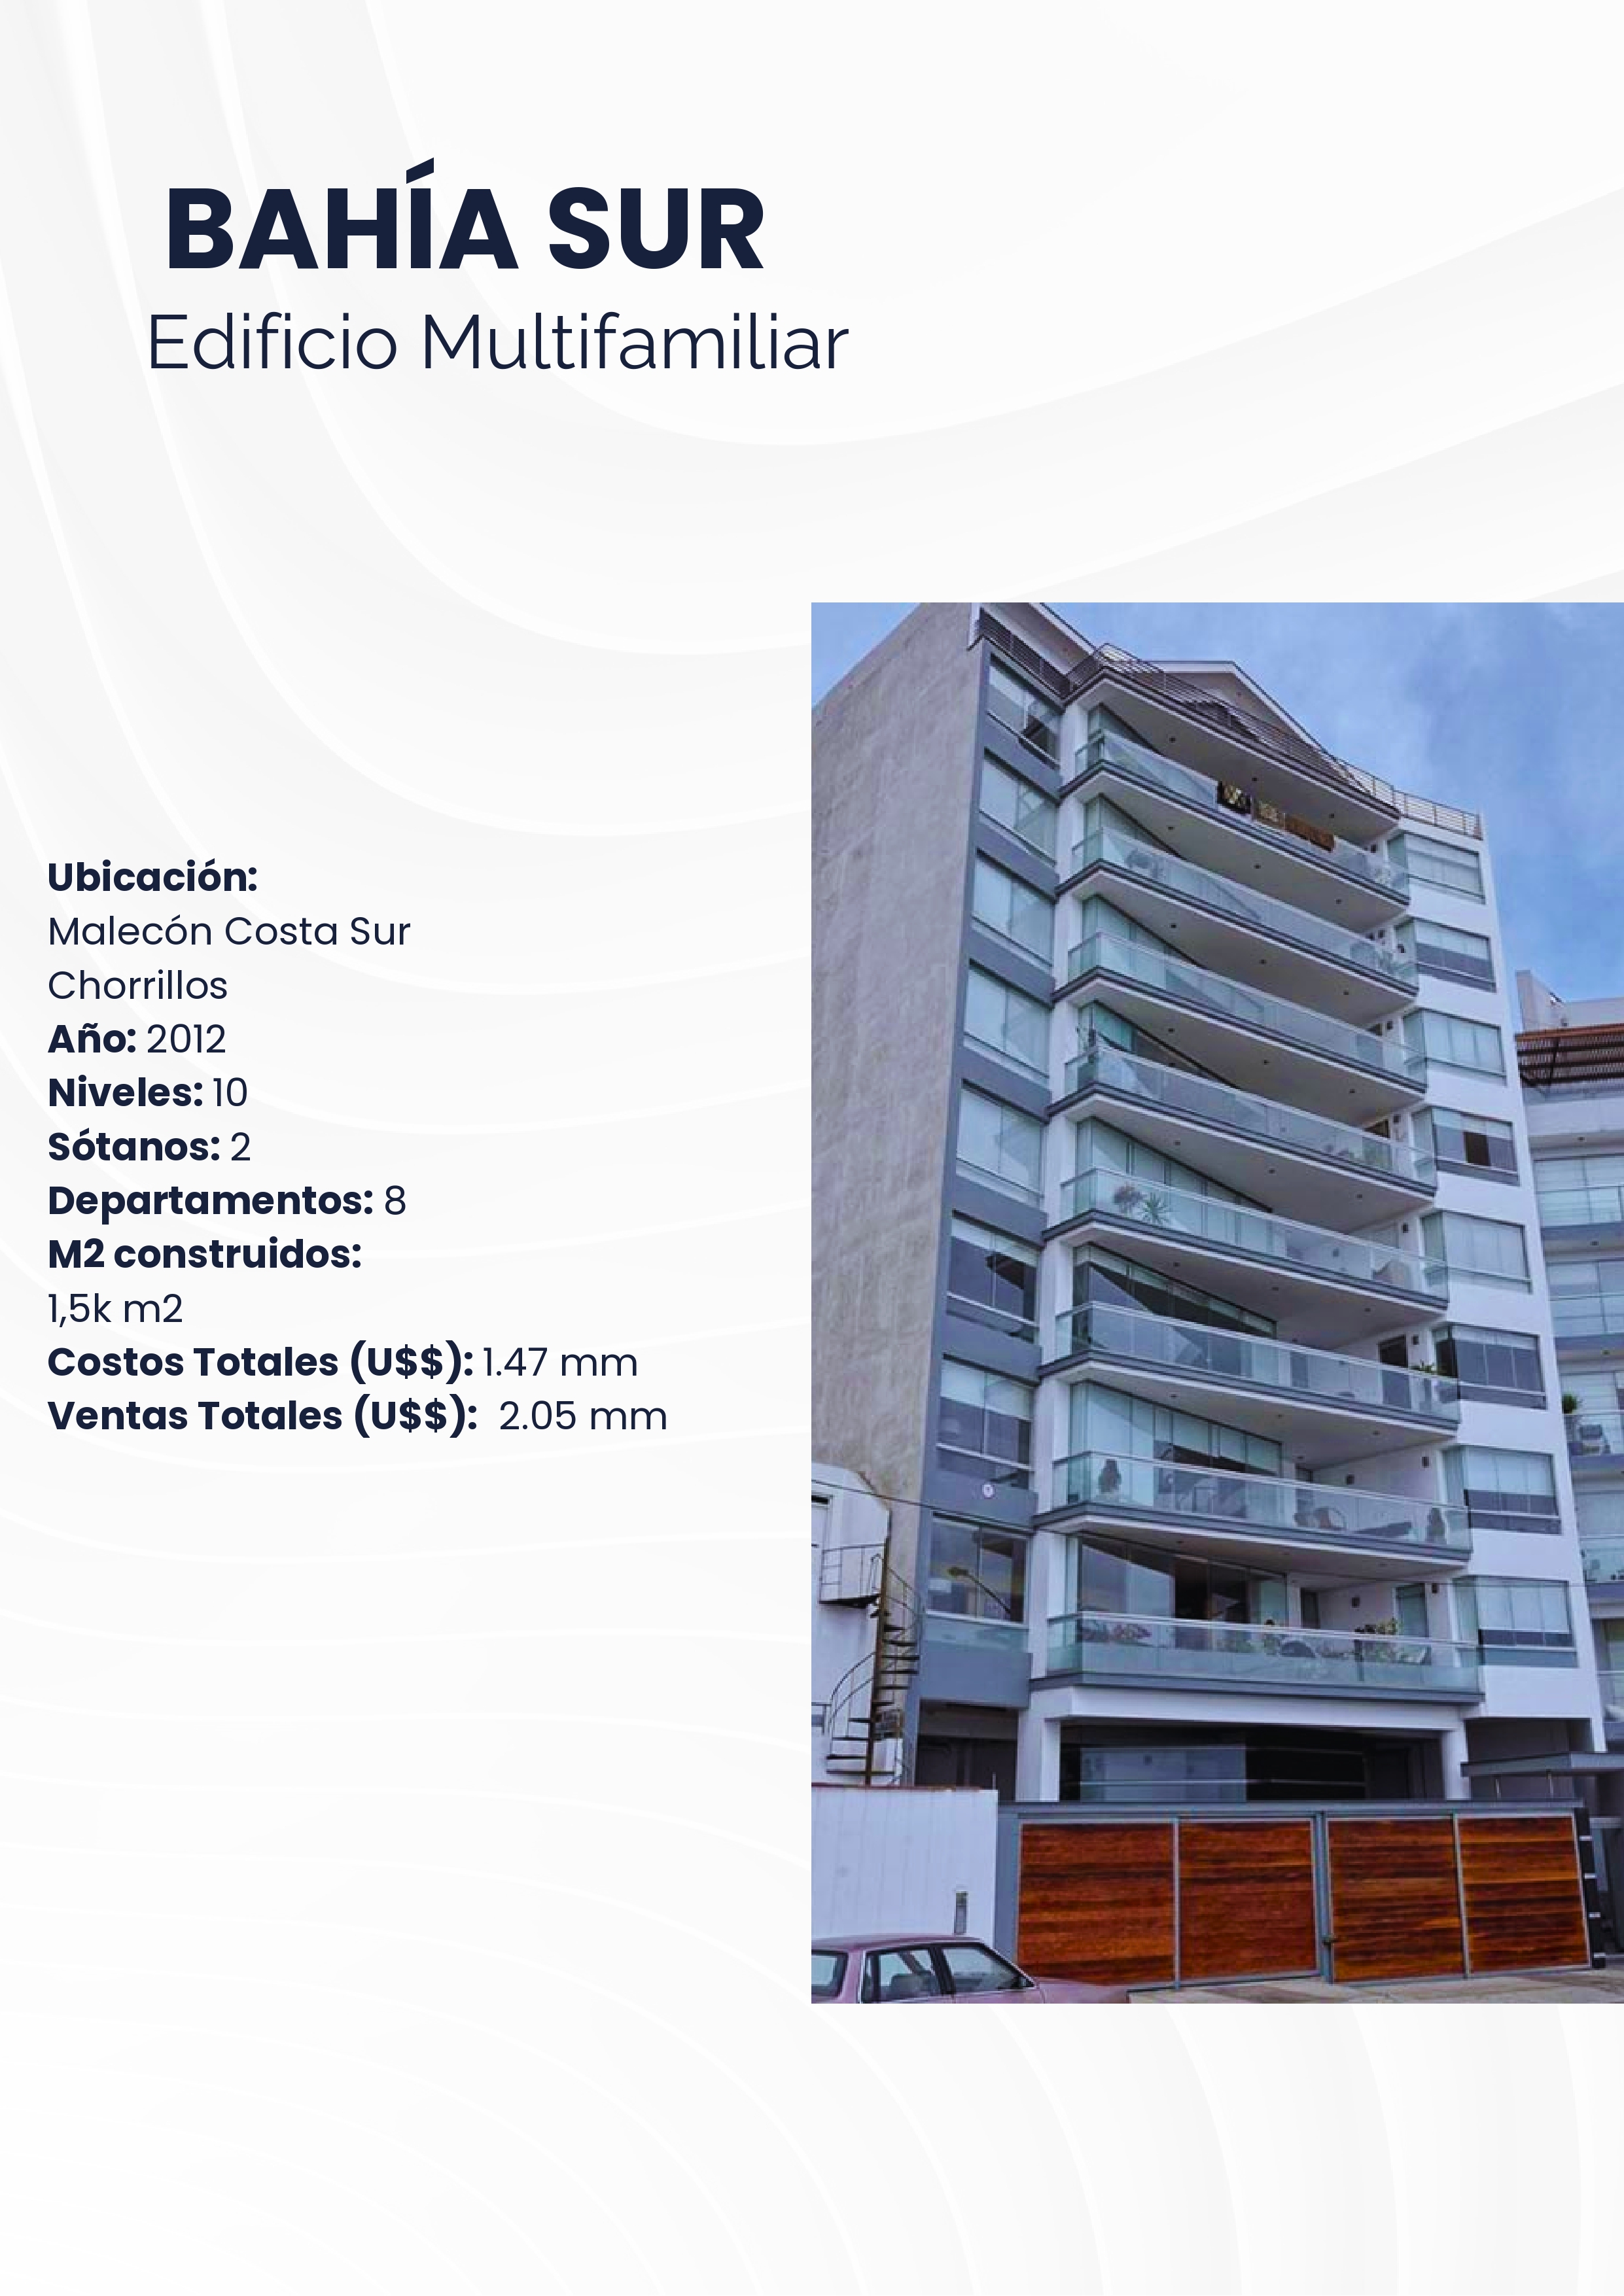 BAHÍA SUR
Edificio Multifamiliar
Ubicación:
Malecón Costa Sur
Chorrillos
Año: 2012
Niveles: 10
Sótanos: 2
Departamentos: 8
M2 construidos:
1,5k m2
Costos Totales (U$$): 1.47 mm
Ventas Totales (U$$): 2.05 mm